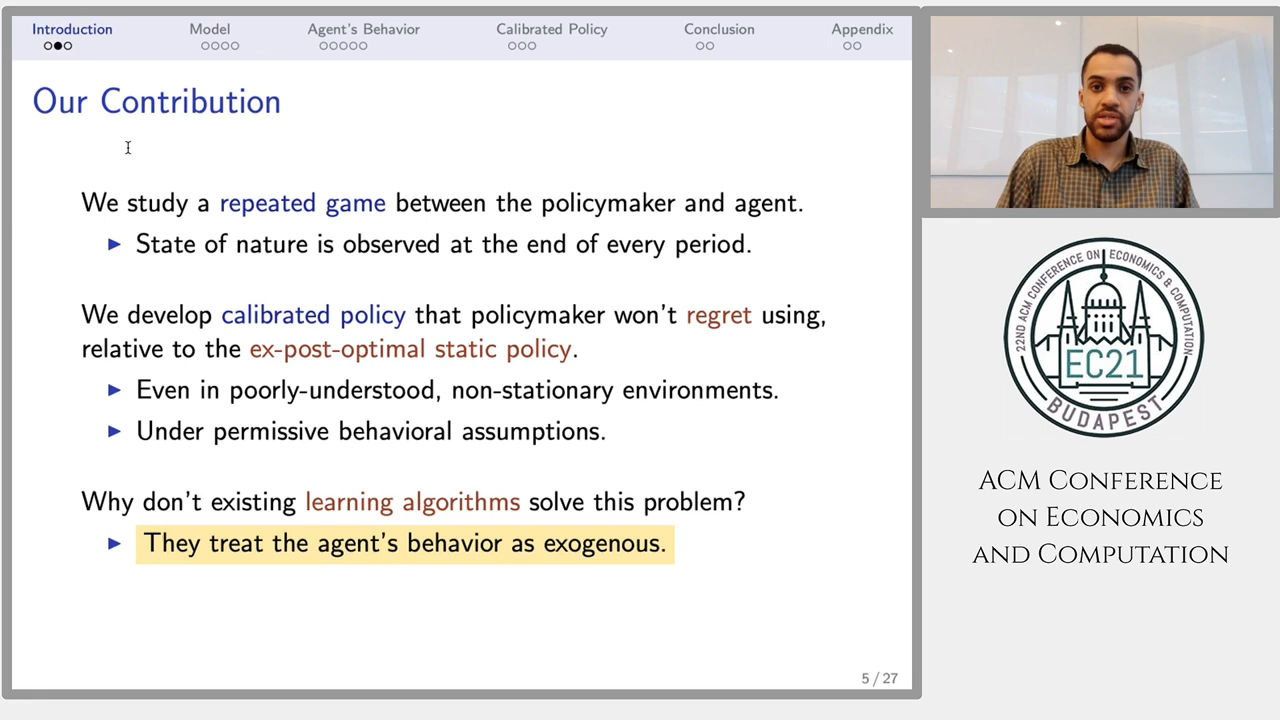 Introduction
Model
Agent's Behavior
Calibrated Policy
Conclusion
Appendix
Our Contribution
We study a repeated game between the policymaker and agent.
State of nature is observed at the end of every period.
We develop calibrated policy that policymaker won't regret using,
relative to the ex-post-optimal static policy.
Even in poorly-understood, non-stationary environments.
Under permissive behavioral assumptions.
Why don't existing learning algorithms solve this problem?
They treat the agent's behavior as exogenous.
5 / 27
22ND ACM CONFERENCE ON ECONOMICS & COMPUTATION
EC21
BUDAPEST
ACM Conference
on Economics
and Computation